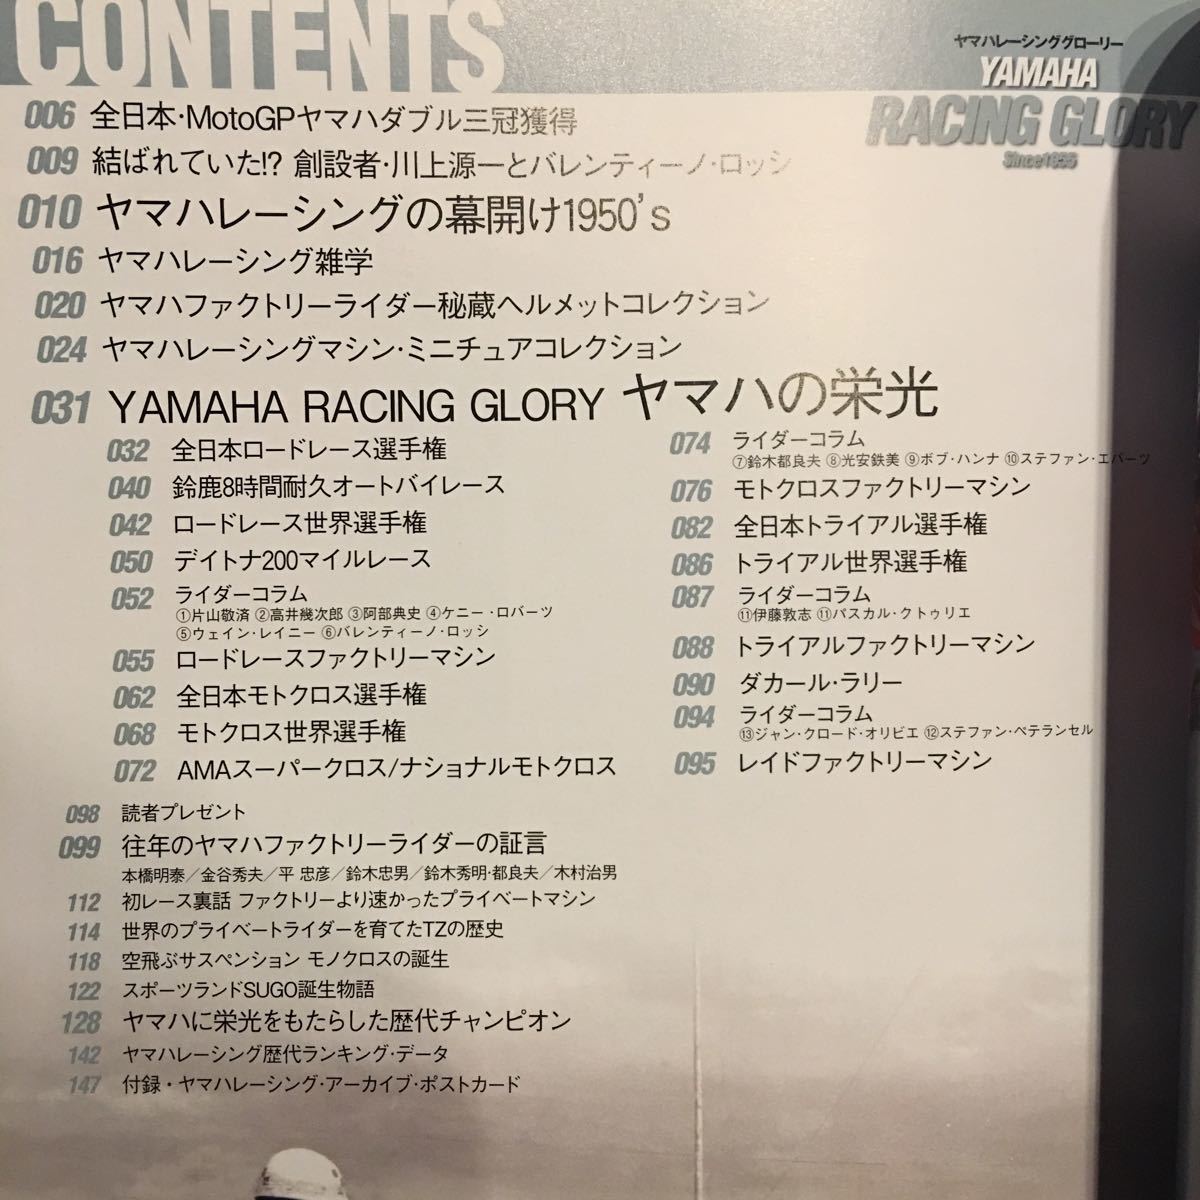 CONTENTS
ヤマハレーシンググローリー
YAMAHA
RACING GLORY
Since1955
006 全日本・MotoGPヤマハダブル三冠獲得
009 結ばれていた!? 創設者・川上源一とバレンティーノ・ロッシ
010 ヤマハレーシングの幕開け1950's
016 ヤマハレーシング雑学
020 ヤマハファクトリーライダー秘蔵ヘルメットコレクション
024 ヤマハレーシングマシン・ミニチュアコレクション
031 YAMAHA RACING GLORY ヤマハの栄光
032 全日本ロードレース選手権
040 鈴鹿8時間耐久オートバイレース
042 ロードレース世界選手権
050 デイトナ200マイルレース
052 ライダーコラム
①片山敬済 ②高井幾次郎 ③阿部典史 ④ケニー・ロバーツ
⑤ウェイン・レイニー ⑥バレンティーノ・ロッシ
055 ロードレースファクトリーマシン
062 全日本モトクロス選手権
068 モトクロス世界選手権
072 AMAスーパークロス/ナショナルモトクロス
074 ライダーコラム
⑦鈴木都良夫 ⑧光安鉄美 ⑨ボブ・ハンナ ⑩ステファン・エバーツ
076 モトクロスファクトリーマシン
082 全日本トライアル選手権
086 トライアル世界選手権
087 ライダーコラム
⑪伊藤敦志 ⑪パスカル・クトゥリエ
088 トライアルファクトリーマシン
090 ダカール・ラリー
094 ライダーコラム
⑬ジャン・クロード・オリビエ ⑫ステファン・ペテランセル
095 レイドファクトリーマシン
098 読者プレゼント
099 往年のヤマハファクトリーライダーの証言
本橋明泰／金谷秀夫／平 忠彦／鈴木忠男／鈴木秀明・都良夫／木村治男
112 初レース裏話 ファクトリーより速かったプライベートマシン
114 世界のプライベートライダーを育てたTZの歴史
118 空飛ぶサスペンション モノクロスの誕生
122 スポーツランドSUGO誕生物語
128 ヤマハに栄光をもたらした歴代チャンピオン
142 ヤマハレーシング歴代ランキング・データ
147 付録・ヤマハレーシング・アーカイブ・ポストカード